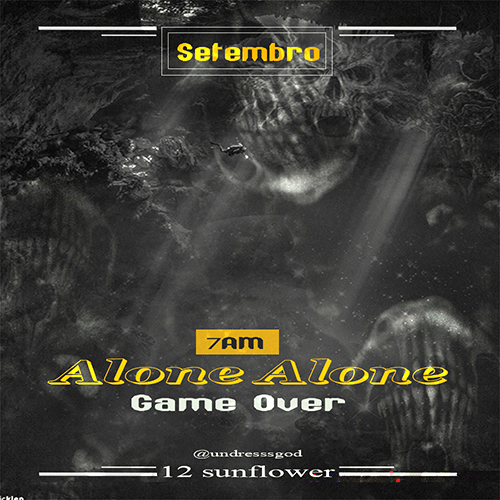 Setembro
7AM
Alone Alone
Game Over
@undresssgod
12 sunflower